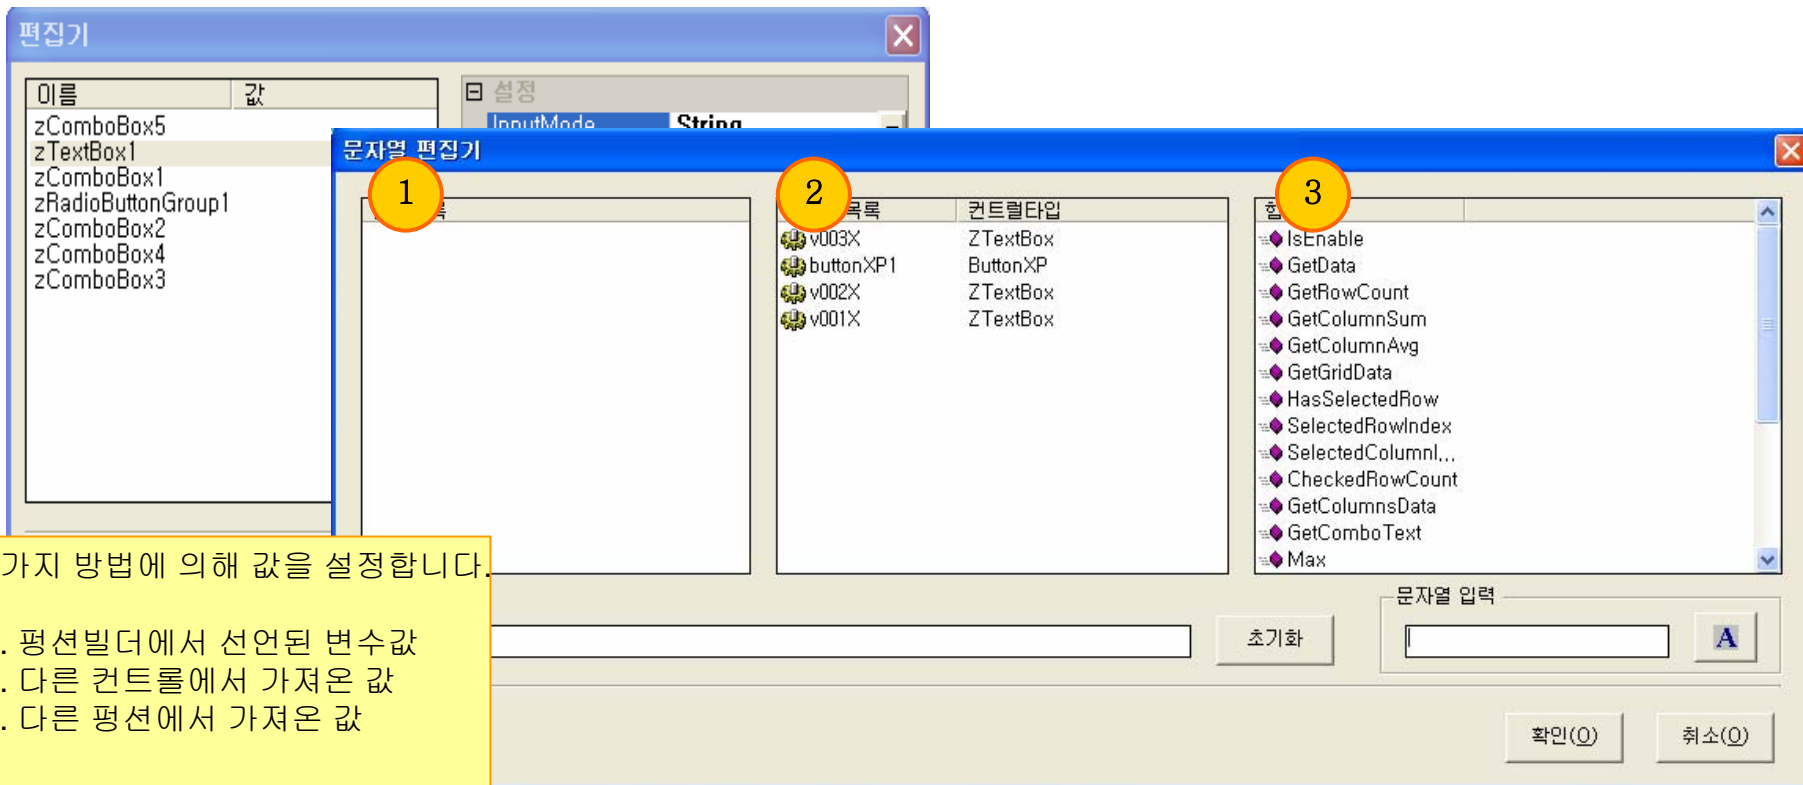 편집기
이름 값
zComboBox5
zTextBox1
zComboBox1
zRadioButtonGroup1
zComboBox2
zComboBox4
zComboBox3
설정
InputMode String
문자열 편집기
1
2
목록 컨트럴타입
v003X ZTextBox
buttonXP1 ButtonXP
v002X ZTextBox
v001X ZTextBox
3
IsEnable
GetData
GetRowCount
GetColumnSum
GetColumnAvg
GetGridData
HasSelectedRow
SelectedRowIndex
SelectedColumnI...
CheckedRowCount
GetColumnsData
GetComboText
Max
가지 방법에 의해 값을 설정합니다.
. 펑션빌더에서 선언된 변수값
. 다른 컨트롤에서 가져온 값
. 다른 펑션에서 가져온 값
초기화
문자열 입력
A
확인(O)
취소(O)